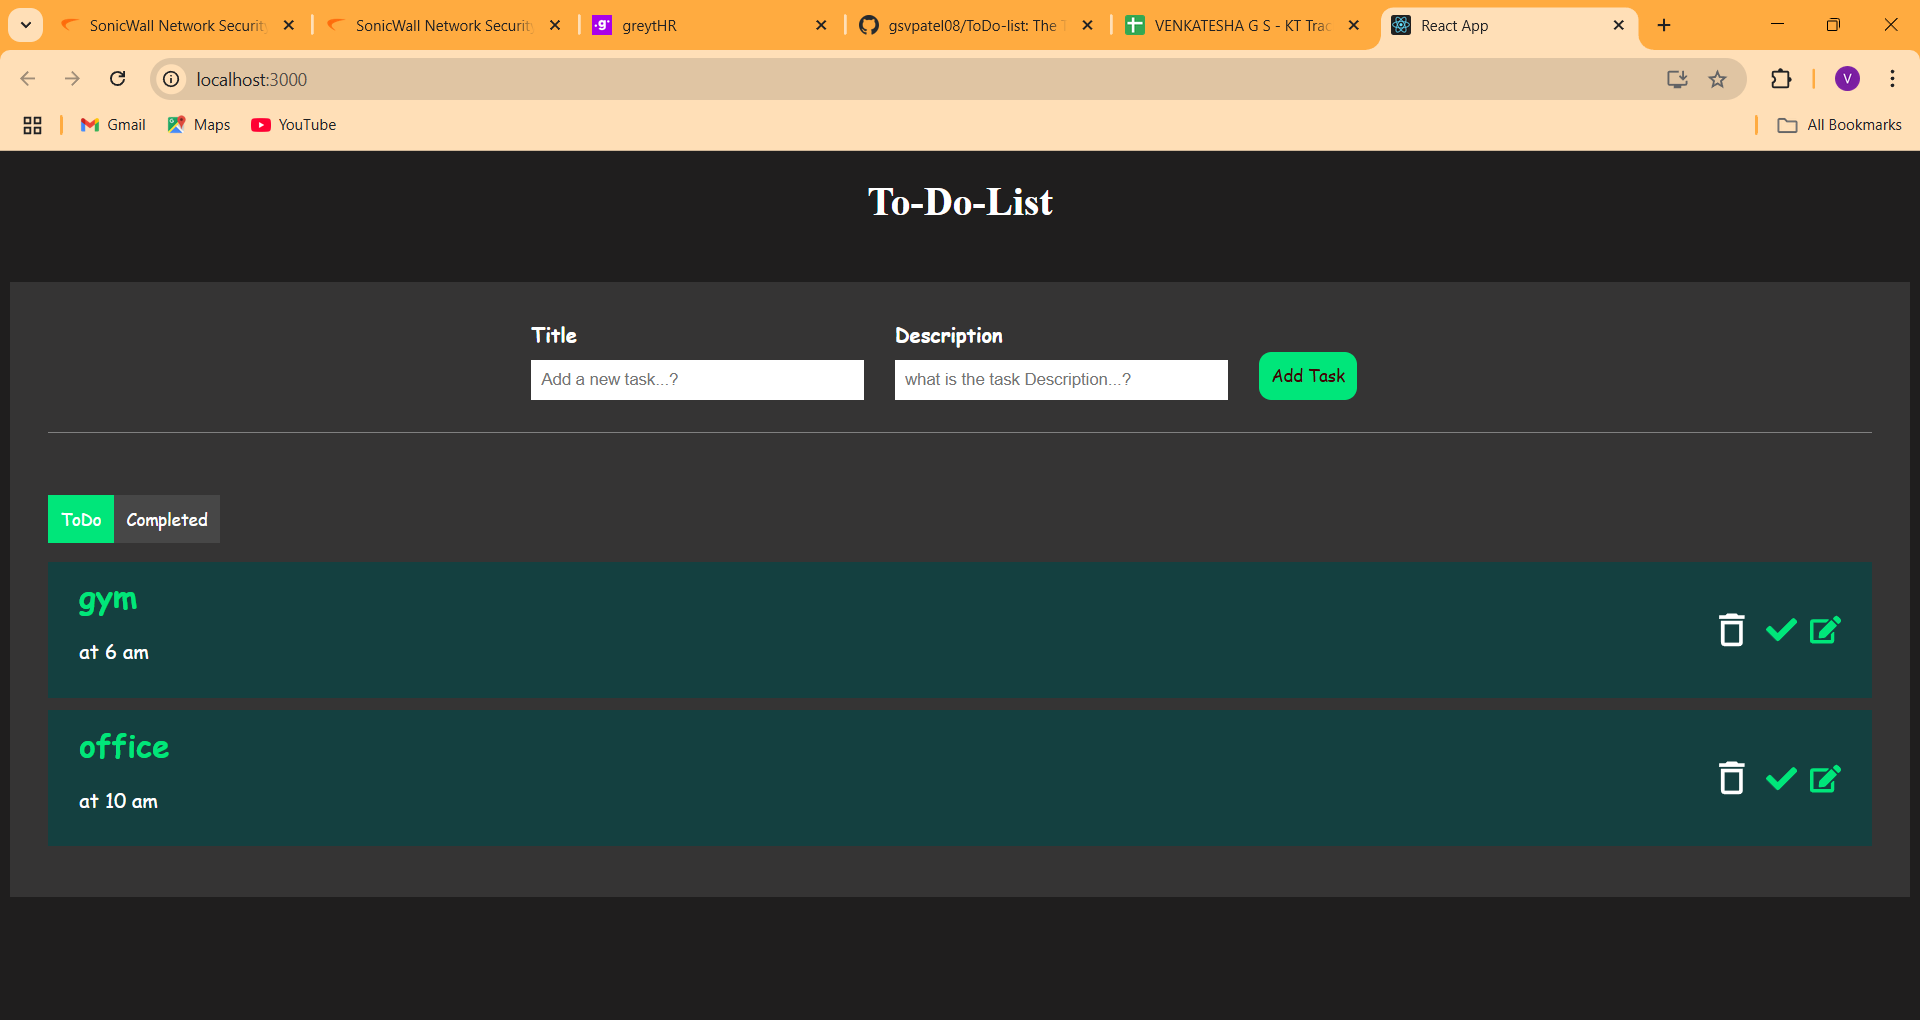 SonicWall Network Security
SonicWall Network Security
greytHR
gsvpatel08/ToDo-list: The T
VENKATESHA G S - KT Trac
React App
localhost:3000
V
Gmail
Maps
YouTube
All Bookmarks
To-Do-List
Title
Description
Add a new task...?
what is the task Description...?
Add Task
ToDo
Completed
gym
at 6 am
office
at 10 am